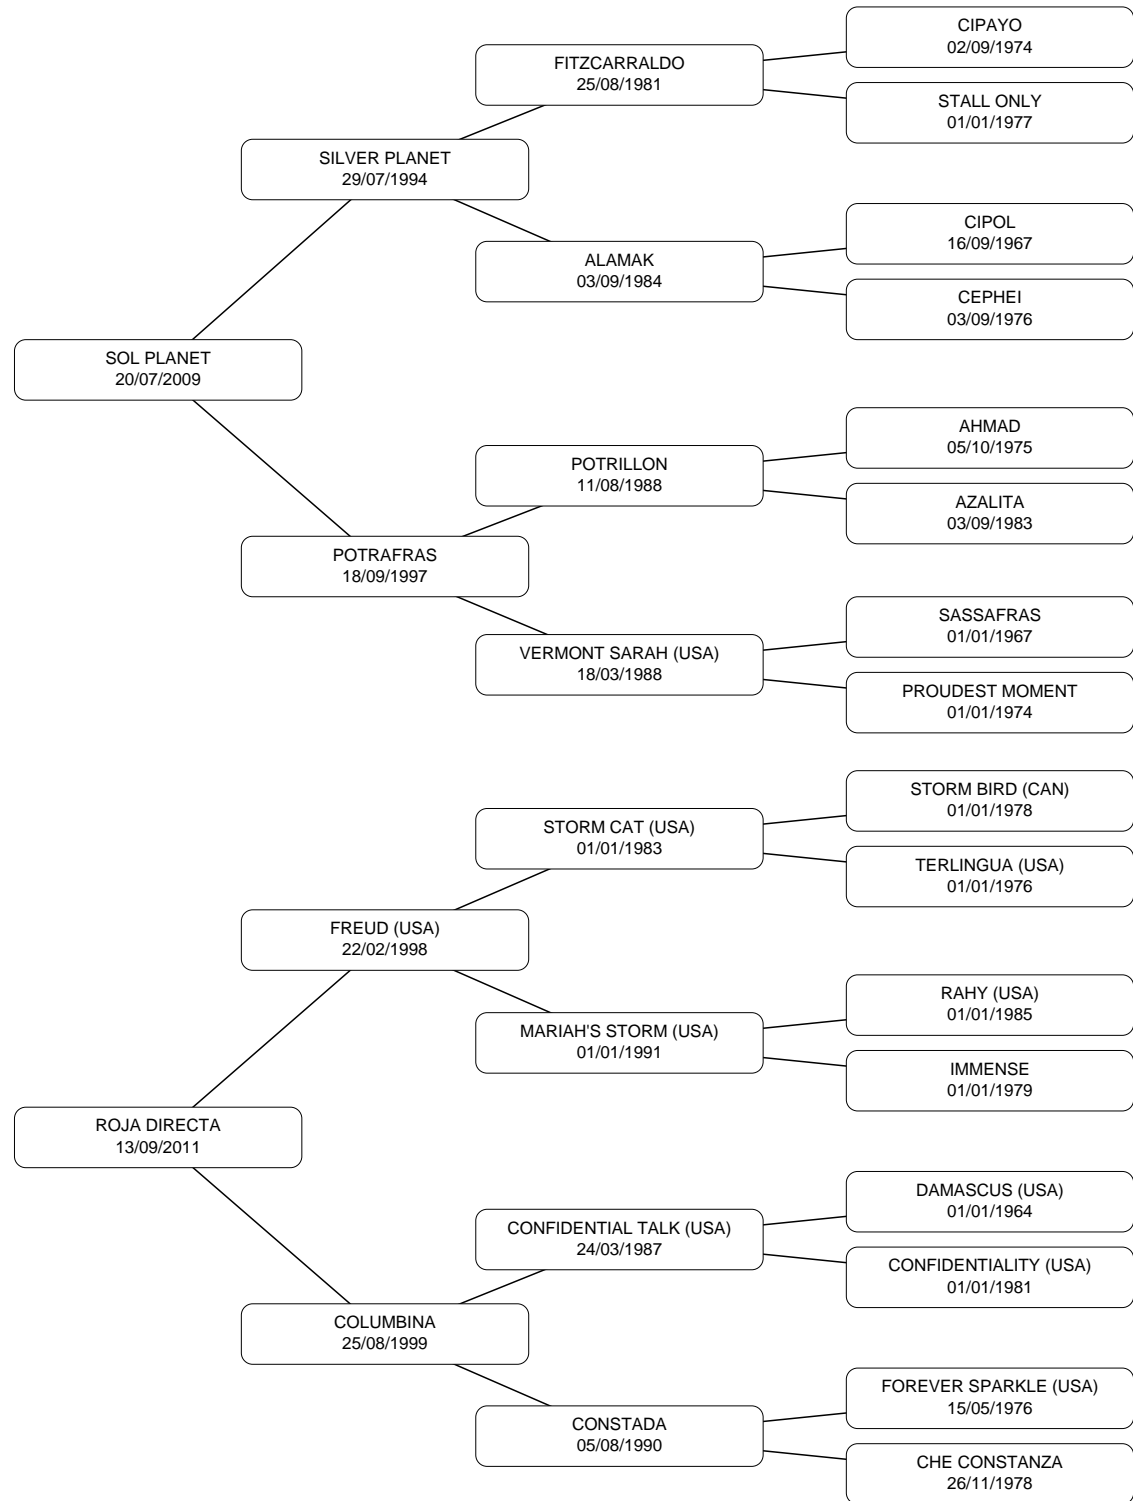 CIPAYO
02/09/1974
FITZCARRALDO
25/08/1981
STALL ONLY
01/01/1977
SILVER PLANET
29/07/1994
CIPOL
16/09/1967
ALAMAK
03/09/1984
CEPHEI
03/09/1976
SOL PLANET
20/07/2009
AHMAD
05/10/1975
POTRILLON
11/08/1988
AZALITA
03/09/1983
POTRAFRAS
18/09/1997
SASSAFRAS
01/01/1967
VERMONT SARAH (USA)
18/03/1988
PROUDEST MOMENT
01/01/1974
STORM BIRD (CAN)
01/01/1978
STORM CAT (USA)
01/01/1983
TERLINGUA (USA)
01/01/1976
FREUD (USA)
22/02/1998
RAHY (USA)
01/01/1985
MARIAH'S STORM (USA)
01/01/1991
IMMENSE
01/01/1979
ROJA DIRECTA
13/09/2011
DAMASCUS (USA)
01/01/1964
CONFIDENTIAL TALK (USA)
24/03/1987
CONFIDENTIALITY (USA)
01/01/1981
COLUMBINA
25/08/1999
FOREVER SPARKLE (USA)
15/05/1976
CONSTADA
05/08/1990
CHE CONSTANZA
26/11/1978